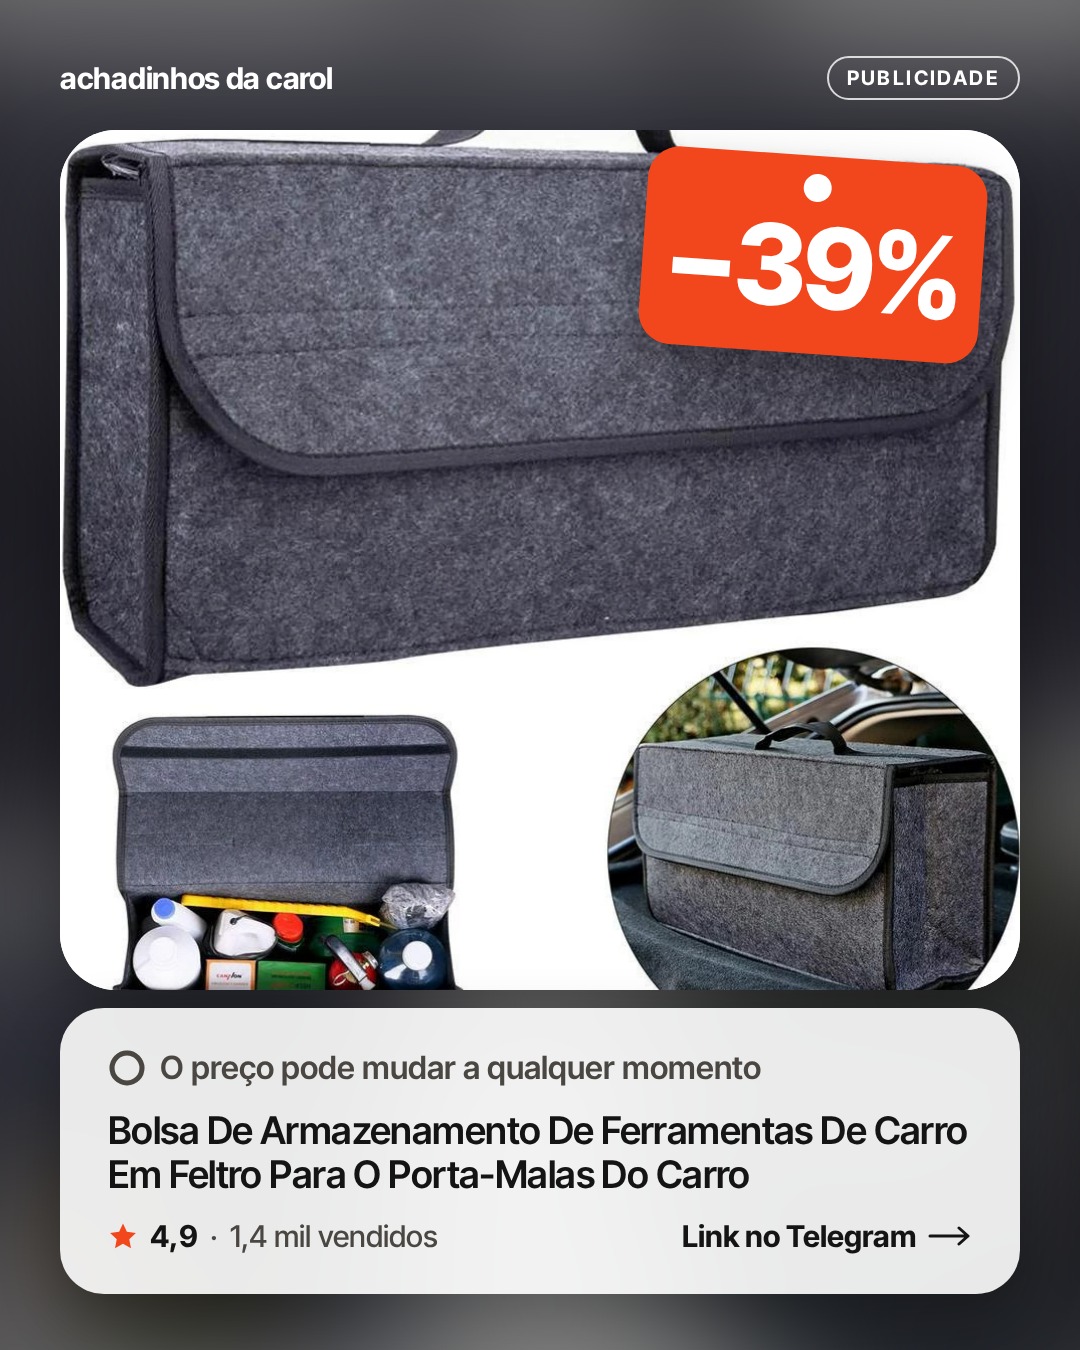 achadinhos da carol
PUBLICIDADE
-39%
O preço pode mudar a qualquer momento
Bolsa De Armazenamento De Ferramentas De Carro
Em Feltro Para O Porta-Malas Do Carro
4,9 · 1,4 mil vendidos
Link no Telegram →